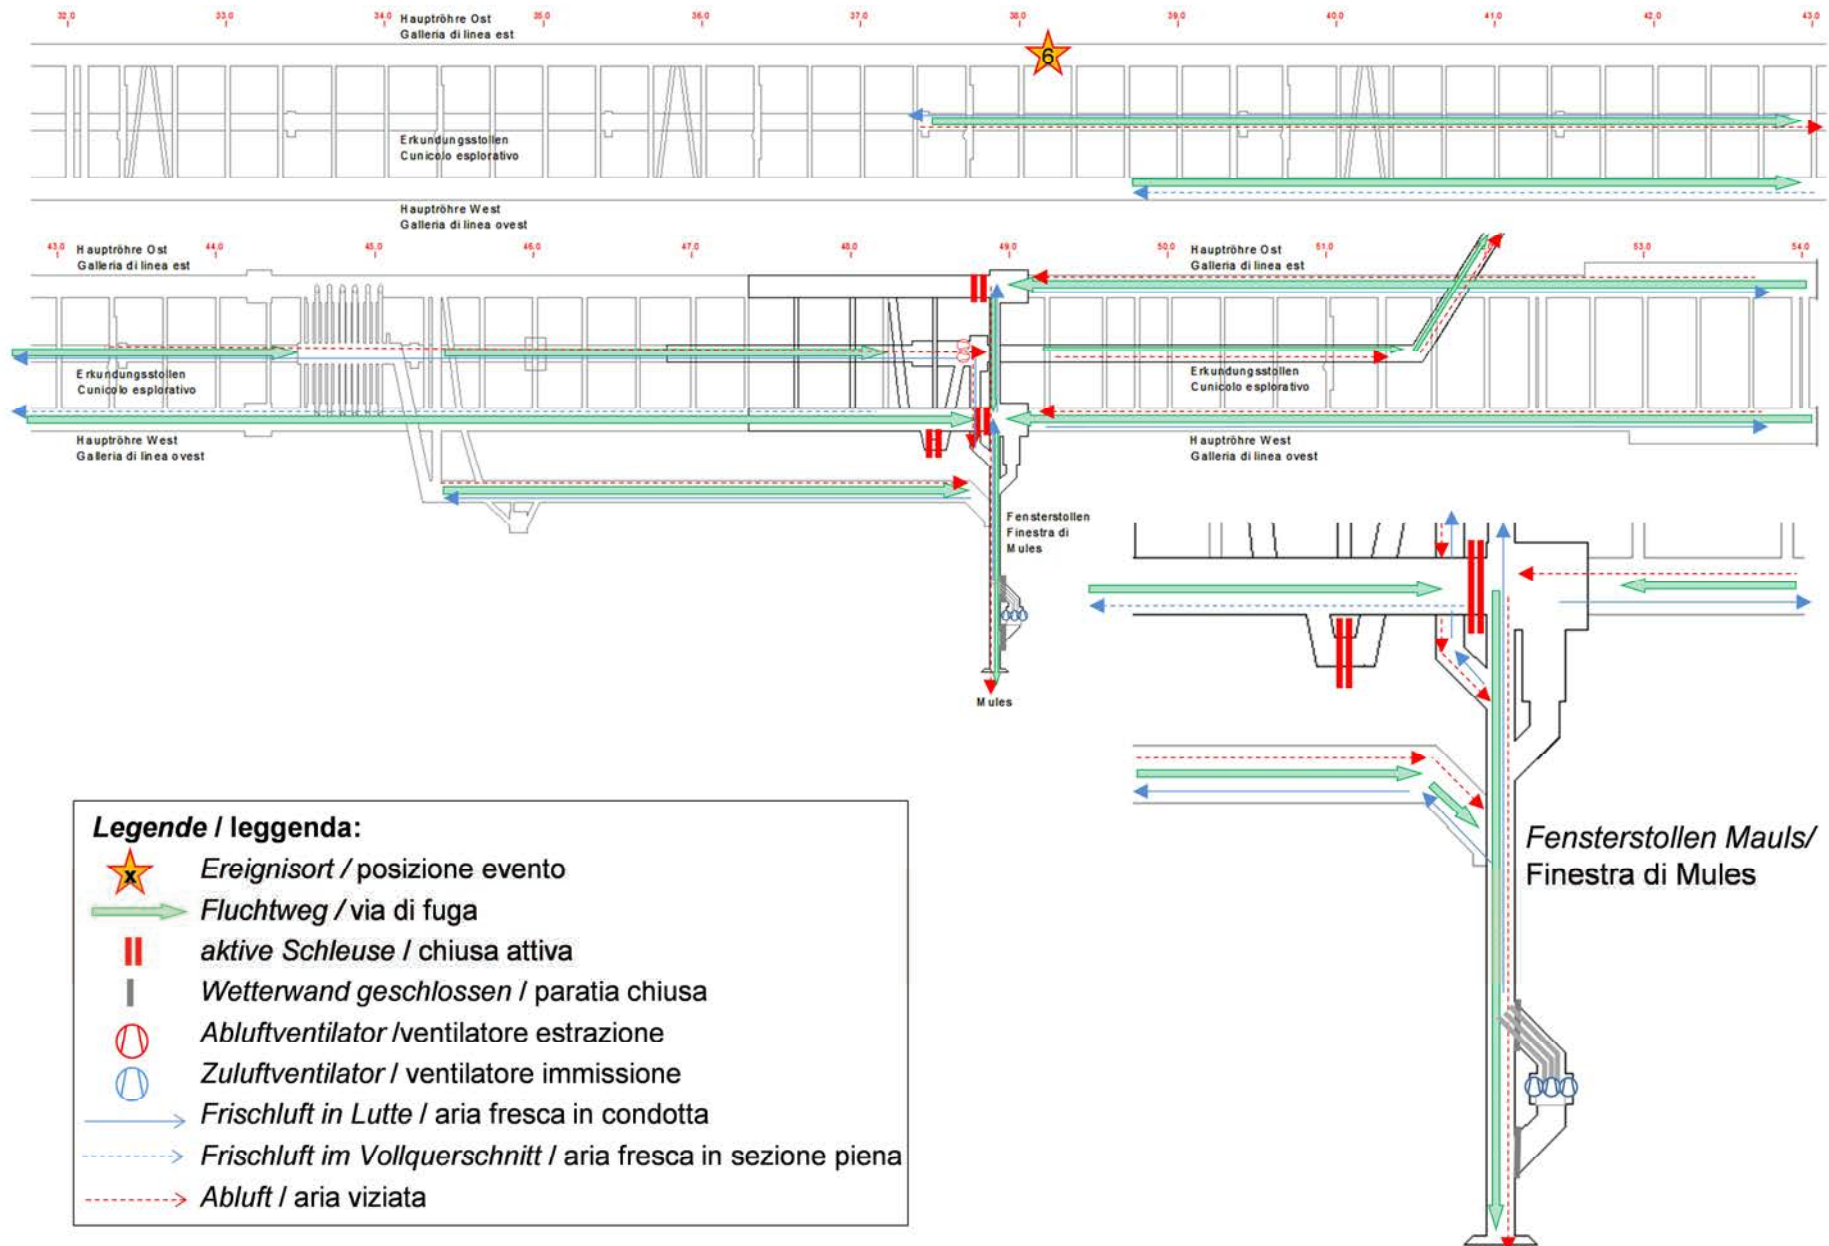 32.0 33.0 34.0 35.0 36.0 37.0 38.0 39.0 40.0 41.0 42.0 43.0
Hauptröhre Ost
Galleria di linea est
6
Erkundungsstollen
Cunicolo esplorativo
Hauptröhre West
Galleria di linea ovest
43.0 44.0 45.0 46.0 47.0 48.0 49.0 50.0 51.0 53.0 54.0
Hauptröhre Ost
Galleria di linea est
Hauptröhre Ost
Galleria di linea est
Erkundungsstollen
Cunicolo esplorativo
Erkundungsstollen
Cunicolo esplorativo
Hauptröhre West
Galleria di linea ovest
Hauptröhre West
Galleria di linea ovest
Fensterstollen
Finestra di
Mules
Mules
Fensterstollen Mauls/
Finestra di Mules
Legende / leggenda:
x
Ereignisort / posizione evento
Fluchtweg / via di fuga
aktive Schleuse / chiusa attiva
Wetterwand geschlossen / paratia chiusa
Abluftventilator /ventilatore estrazione
Zuluftventilator / ventilatore immissione
Frischluft in Lutte / aria fresca in condotta
Frischluft im Vollquerschnitt / aria fresca in sezione piena
Abluft / aria viziata